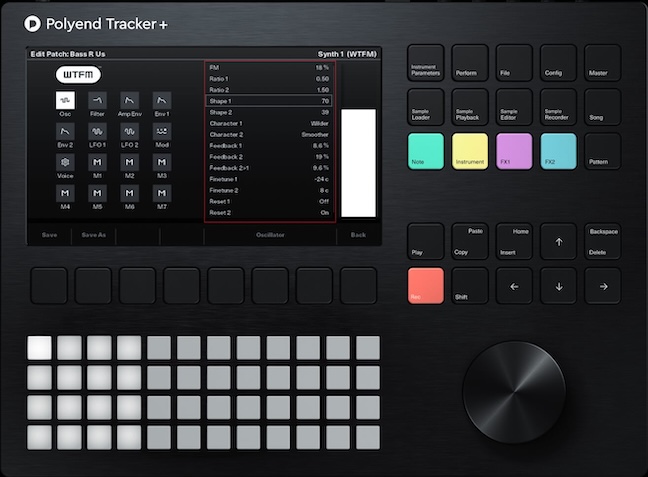 Polyend Tracker+
Edit Patch: Bass R Us
Synth 1 (WTFM)
WTFM
Osc
Filter
Amp Env
Env 1
Env 2
LFO 1
LFO 2
Mod
Voice
M1
M2
M3
M4
M5
M6
M7
FM 18 %
Ratio 1 0.50
Ratio 2 1.50
Shape 1 70
Shape 2 39
Character 1 Wilder
Character 2 Smoother
Feedback 1 8.6 %
Feedback 2 19 %
Feedback 2>1 9.6 %
Finetune 1 -24 c
Finetune 2 8 c
Reset 1 Off
Reset 2 On
Save
Save As
Oscillator
Back
Instrument
Parameters
Perform
File
Config
Master
Sample
Loader
Sample
Playback
Sample
Editor
Sample
Recorder
Song
Note
Instrument
FX1
FX2
Pattern
Play
Paste
Copy
Home
Insert
Backspace
Delete
Rec
Shift